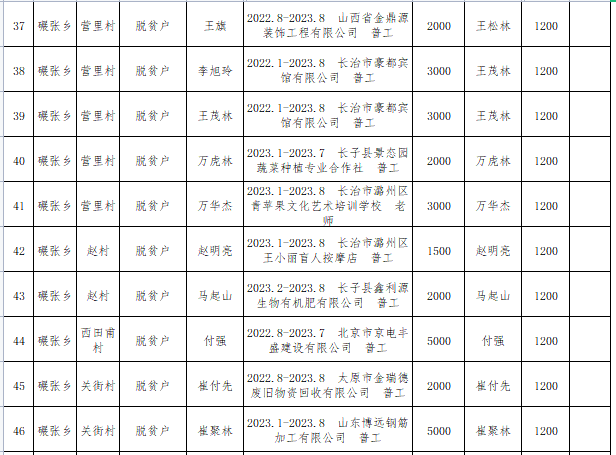 37 碾张乡 营里村 脱贫户 王旗 2022.8-2023.8 山西省金鼎源装饰工程有限公司 普工 2000 王松林 1200
38 碾张乡 营里村 脱贫户 李旭玲 2022.1-2023.8 长治市豪都宾馆有限公司 普工 3000 王茂林 1200
39 碾张乡 营里村 脱贫户 王茂林 2022.1-2023.8 长治市豪都宾馆有限公司 普工 3000 王茂林 1200
40 碾张乡 营里村 脱贫户 万虎林 2023.1-2023.7 长子县景态园蔬菜种植专业合作社 普工 2000 万虎林 1200
41 碾张乡 营里村 脱贫户 万华杰 2023.1-2023.8 长治市潞州区青苹果文化艺术培训学校 老师 3000 万华杰 1200
42 碾张乡 赵村 脱贫户 赵明亮 2023.1-2023.8 长治市潞州区王小丽盲人按摩店 普工 1500 赵明亮 1200
43 碾张乡 赵村 脱贫户 马起山 2023.2-2023.8 长子县鑫利源生物有机肥有限公司 普工 2000 马起山 1200
44 碾张乡 西田甫村 脱贫户 付强 2022.8-2023.7 北京市京电丰盛建设有限公司 普工 5000 付强 1200
45 碾张乡 关街村 脱贫户 崔付先 2022.8-2023.8 太原市金瑞德废旧物资回收有限公司 普工 2000 崔付先 1200
46 碾张乡 关街村 脱贫户 崔聚林 2023.1-2023.8 山东博远钢筋加工有限公司 普工 5000 崔聚林 1200